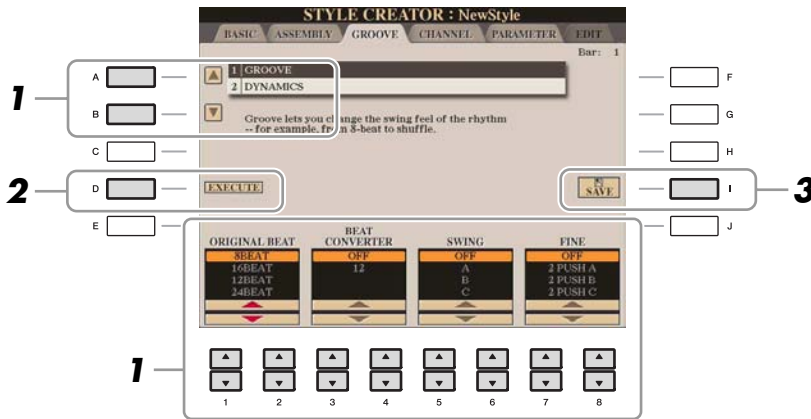 STYLE CREATOR : NewStyle
BASIC ASSEMBLY GROOVE CHANNEL PARAMETER EDIT
Bar: 1
1 GROOVE
2 DYNAMICS
Groove lets you change the swing feel of the rhythm
-- for example, from 8-beat to shuffle.
A
B
C
D
E
F
G
H
I
J
1
2
3
EXECUTE
SAVE
ORIGINAL BEAT
8BEAT
16BEAT
12BEAT
24BEAT
BEAT
CONVERTER
OFF
12
SWING
OFF
A
B
C
FINE
OFF
2 PUSH A
2 PUSH B
2 PUSH C
1
1 2 3 4 5 6 7 8